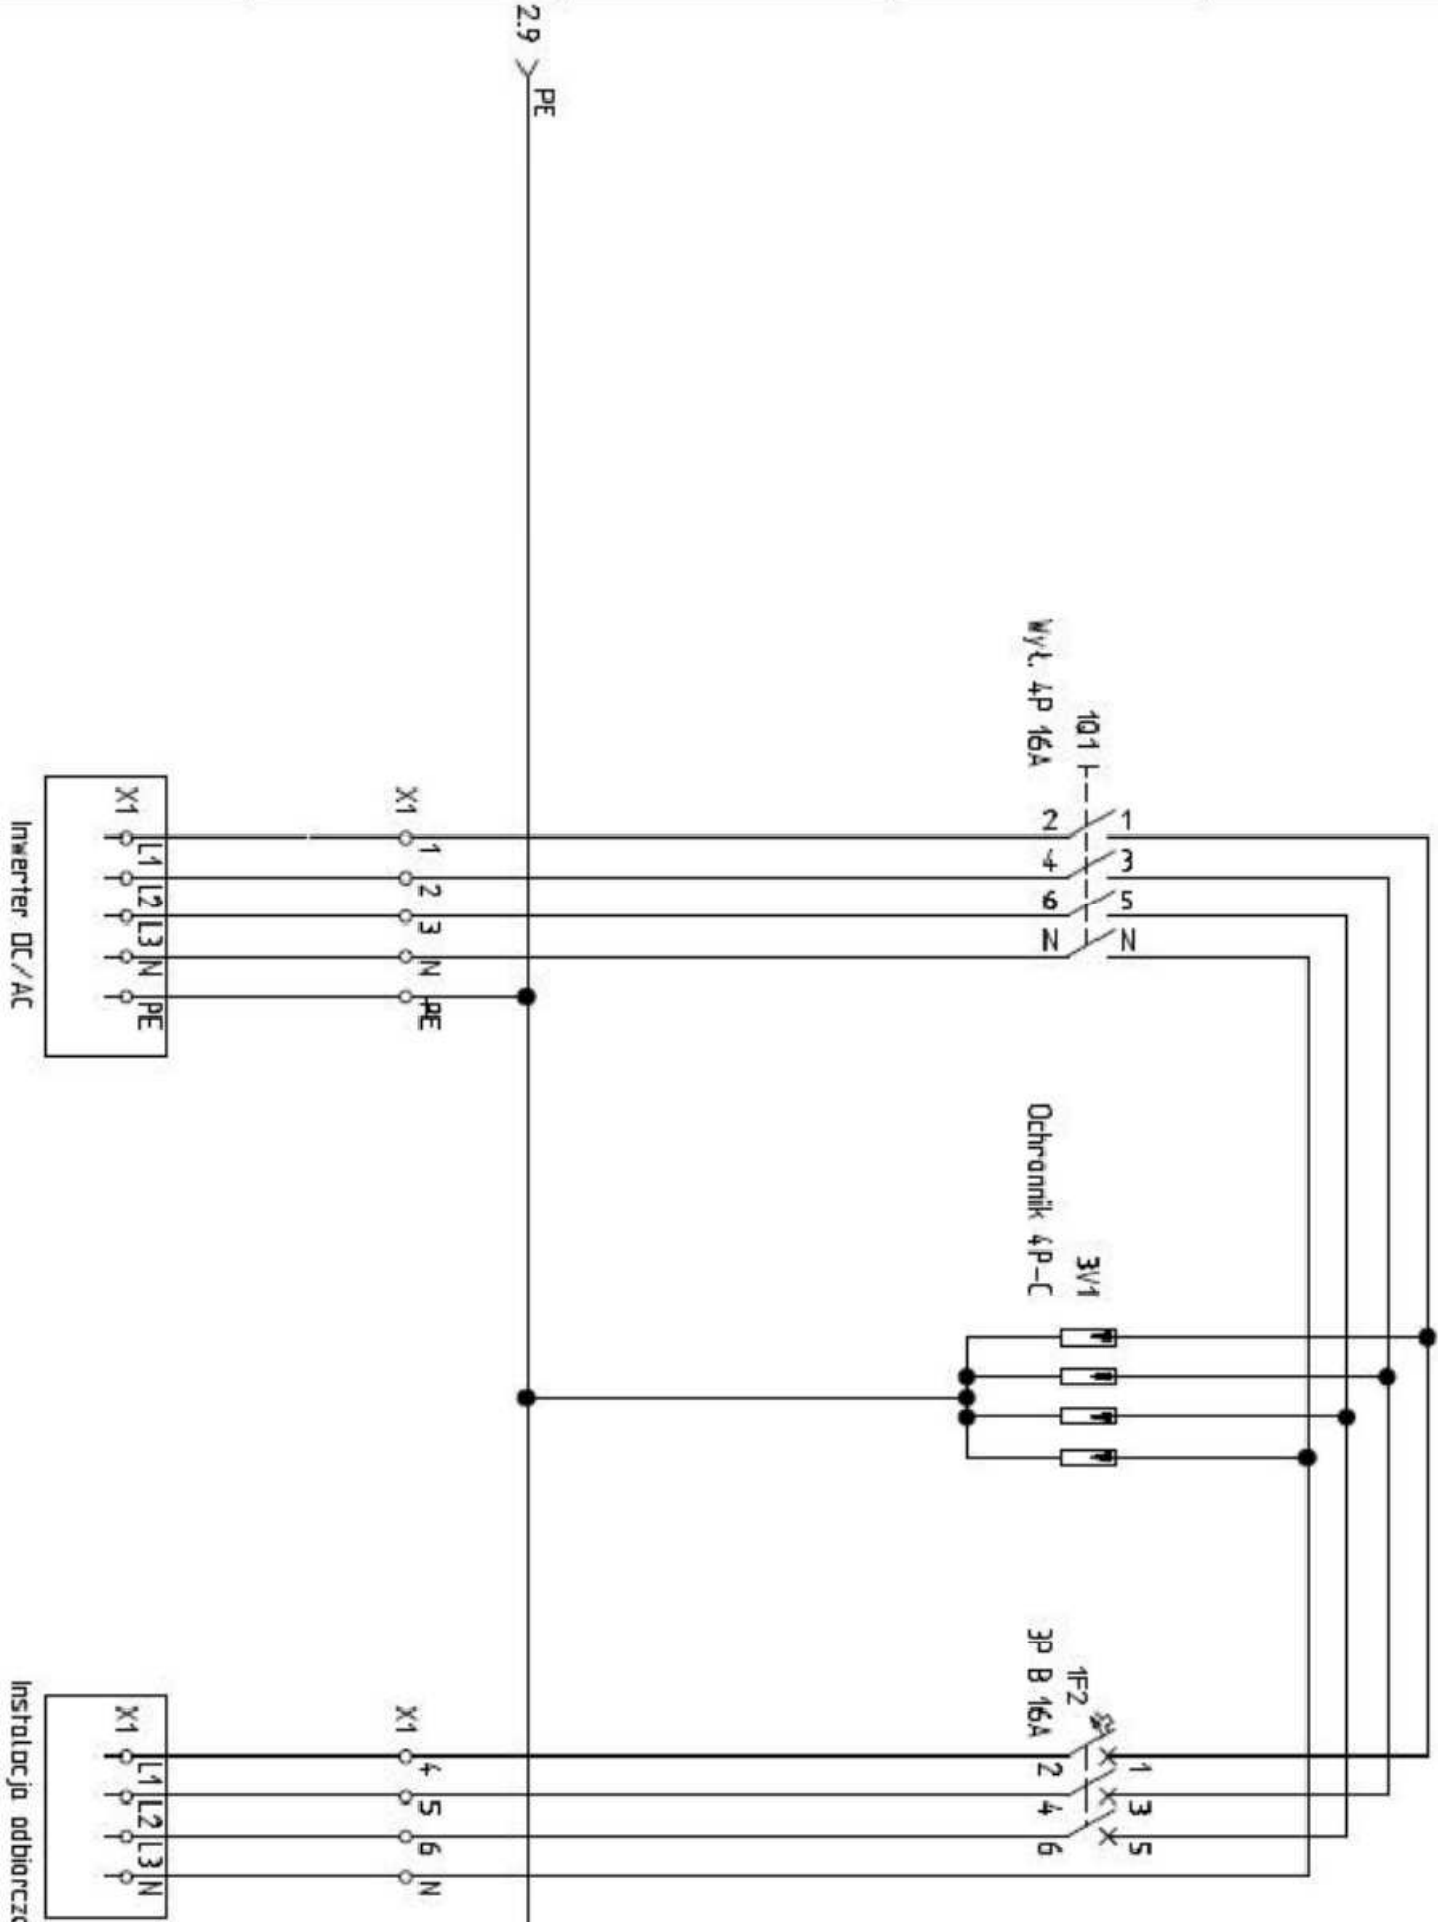 2.9
PE
Wył. 4P 16A
1Q1
2 1
4 3
6 5
N N
X1
L1
L2
L3
N
PE
Inwerter DC/AC
X1
1
2
3
N
PE
Ochronnik 4P-C
3V1
3P B 16A
1F2
2 1
4 3
6 5
X1
4
5
6
N
X1
L1
L2
L3
N
Instalacja odbiorcza